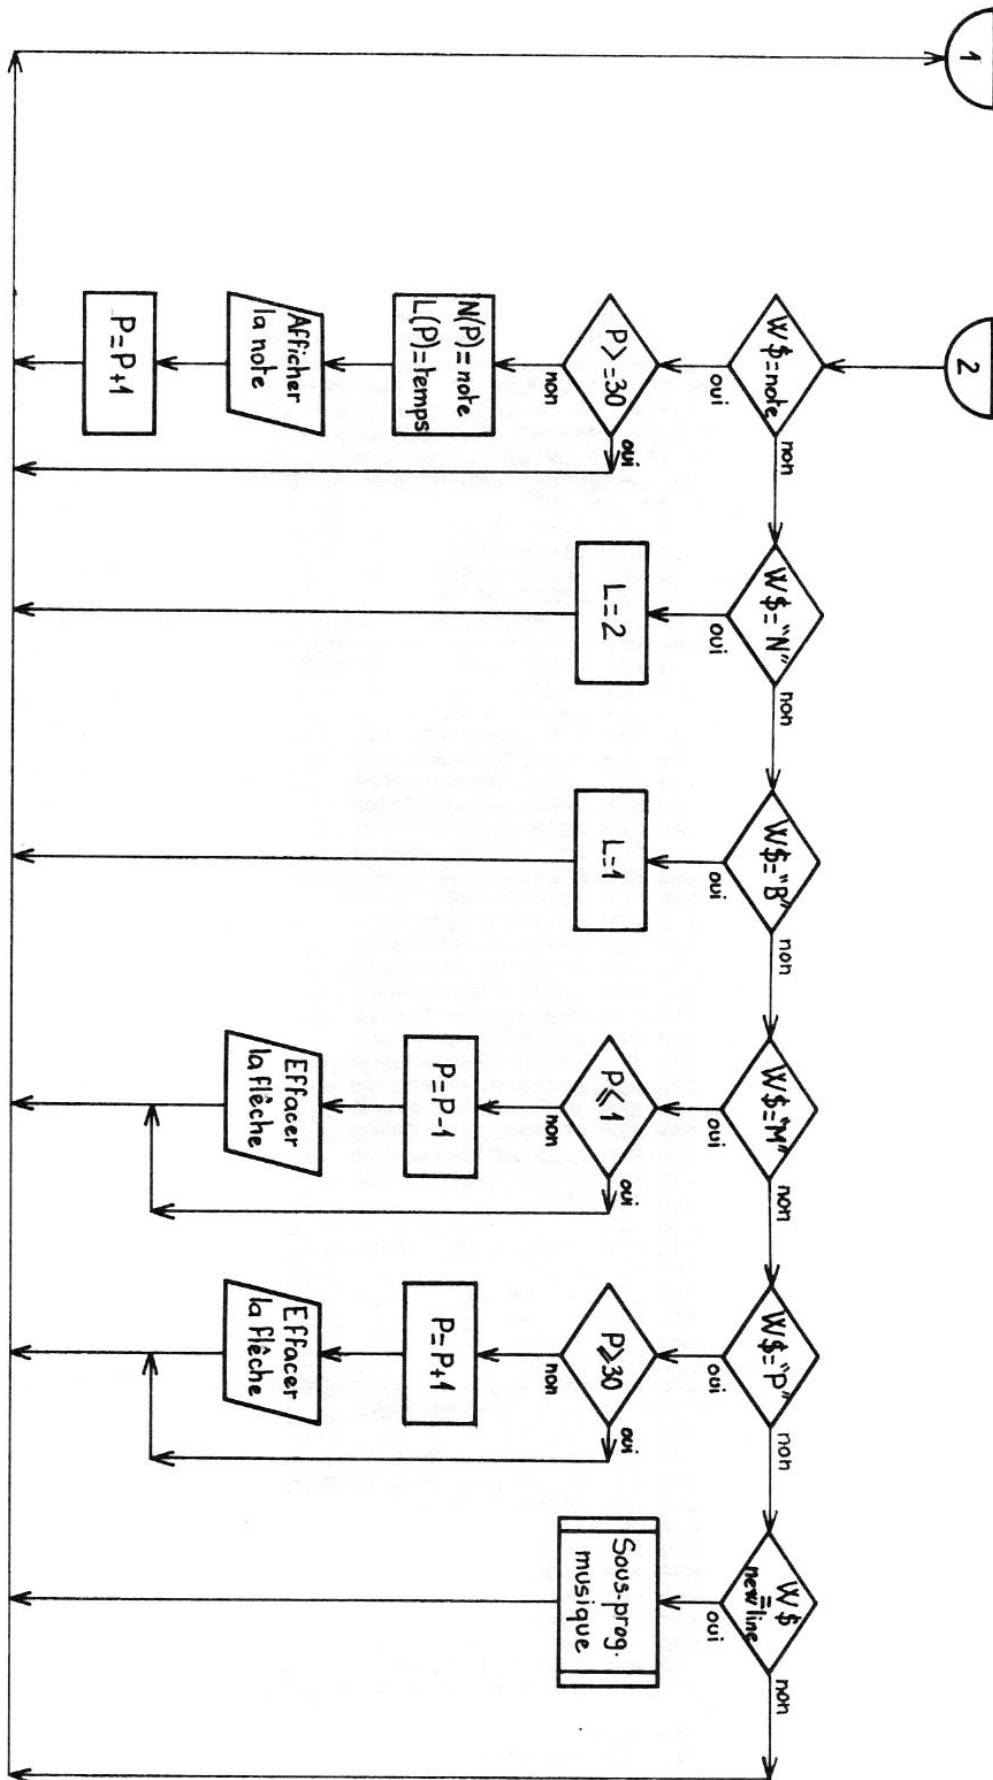 1
2
W$=note
non
oui
P>=30
oui
non
N(P)=note
L(P)=temps
Afficher
la note
P=P+1
W$="N"
non
oui
L=2
W$="B"
non
oui
L=1
W$="M"
non
oui
P⩽1
oui
non
P=P-1
Effacer
la flêche
W$="P"
non
oui
P⩾30
oui
non
P=P+1
Effacer
la flêche
W$
=
newline
non
oui
Sous-prog.
musique